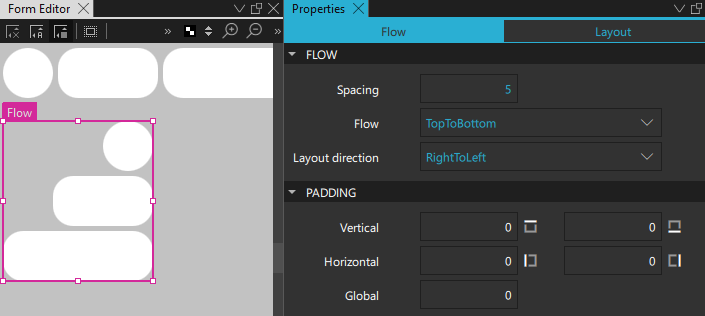 Form Editor
Properties
Flow
Layout
FLOW
Spacing
5
Flow
TopToBottom
Layout direction
RightToLeft
PADDING
Vertical
0
0
Horizontal
0
0
Global
0
Flow